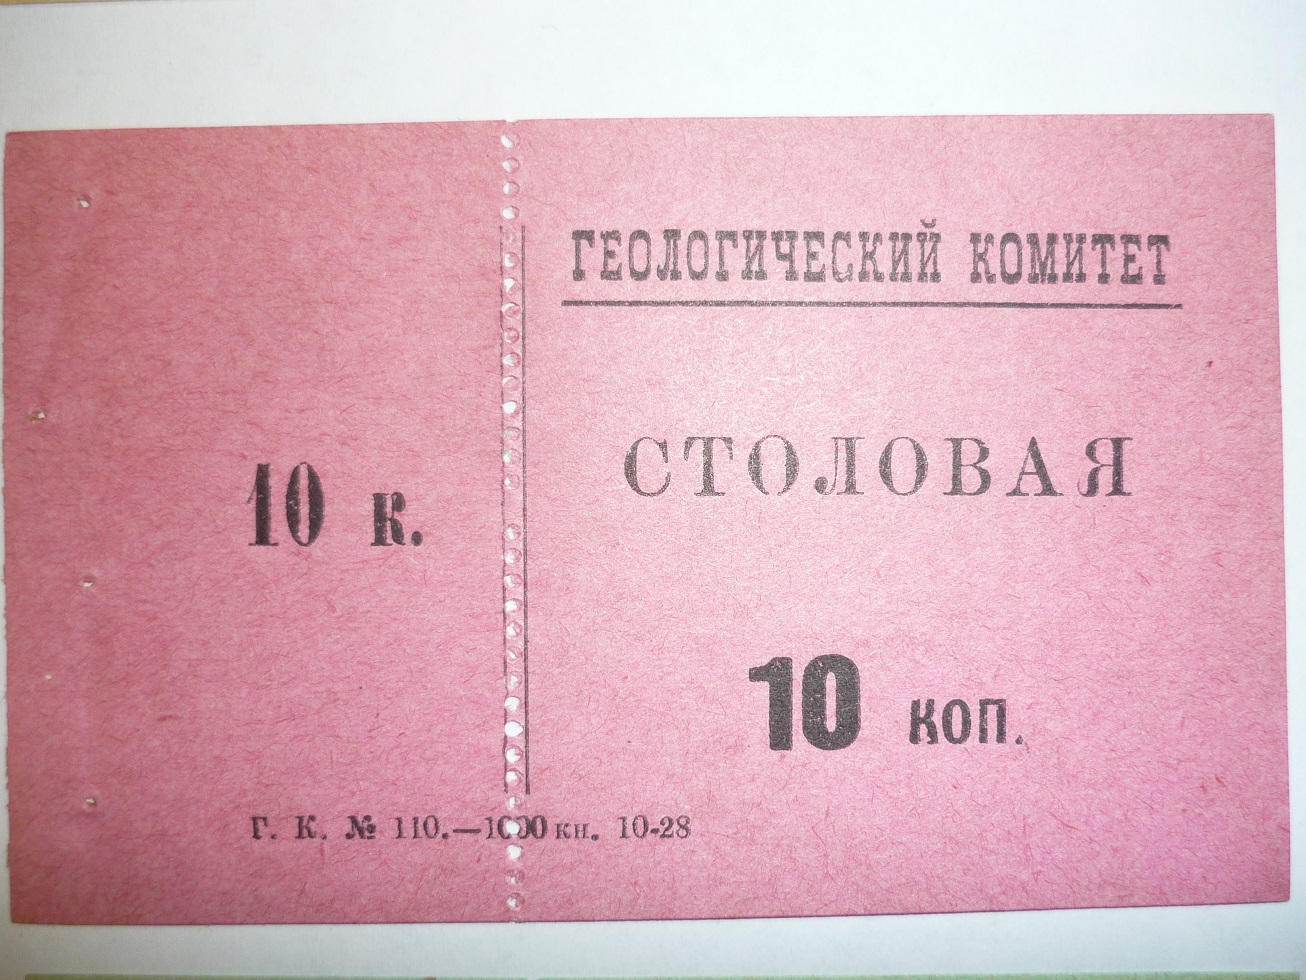 10 к.
ГЕОЛОГИЧЕСКИЙ КОМИТЕТ
СТОЛОВАЯ
10 коп.
Г. К. № 110.—1000 кн. 10-28